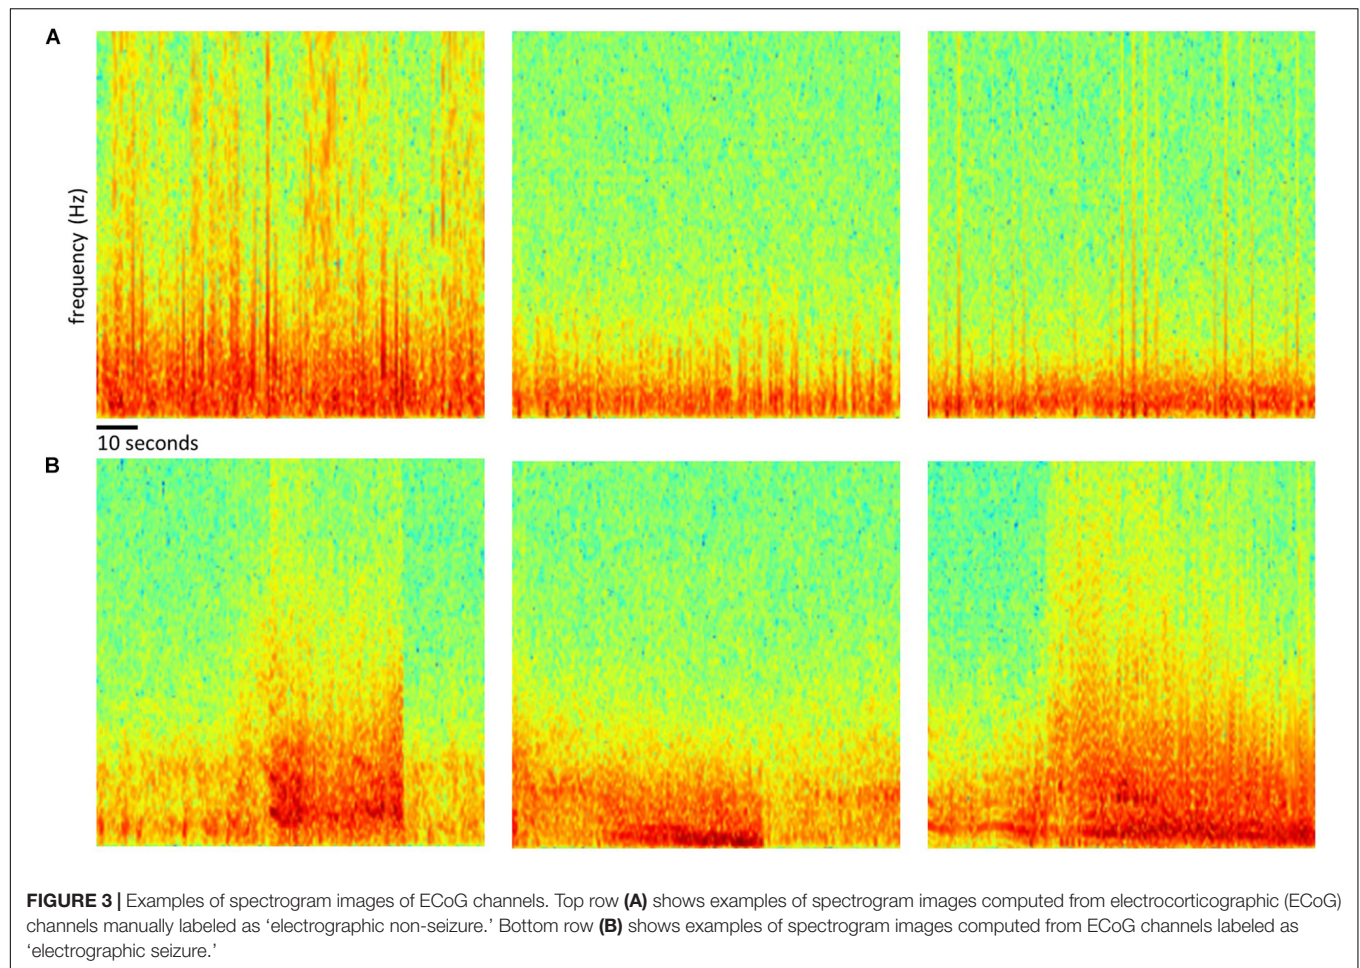 A
frequency (Hz)
10 seconds
B
FIGURE 3 | Examples of spectrogram images of ECoG channels. Top row (A) shows examples of spectrogram images computed from electrocorticographic (ECoG)
channels manually labeled as ‘electrographic non-seizure.’ Bottom row (B) shows examples of spectrogram images computed from ECoG channels labeled as
‘electrographic seizure.’